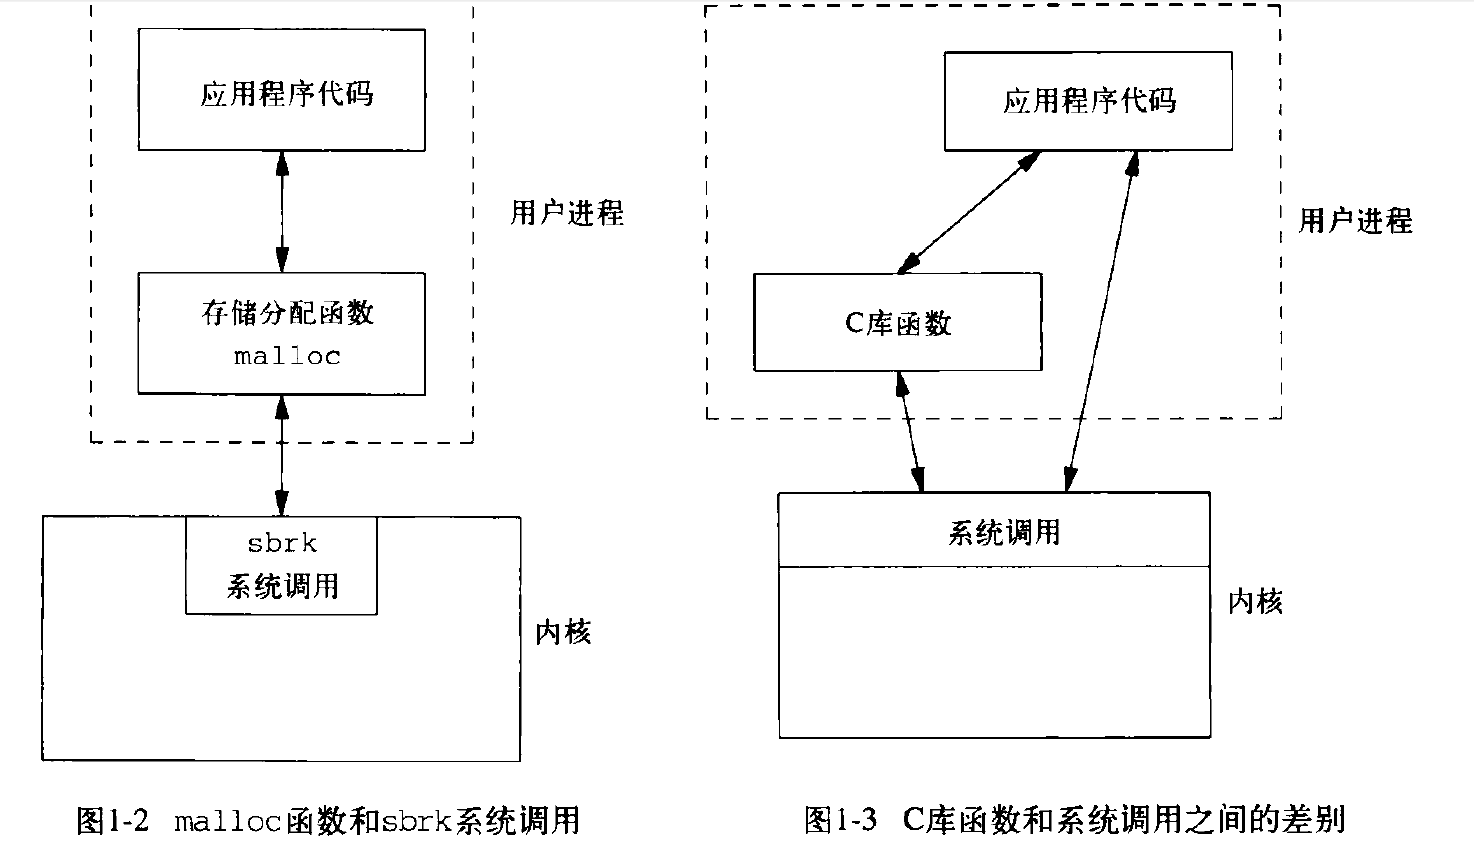 应用程序代码
用户进程
存储分配函数
malloc
sbrk
系统调用
内核
图1-2 malloc函数和sbrk系统调用
应用程序代码
用户进程
C库函数
系统调用
内核
图1-3 C库函数和系统调用之间的差别